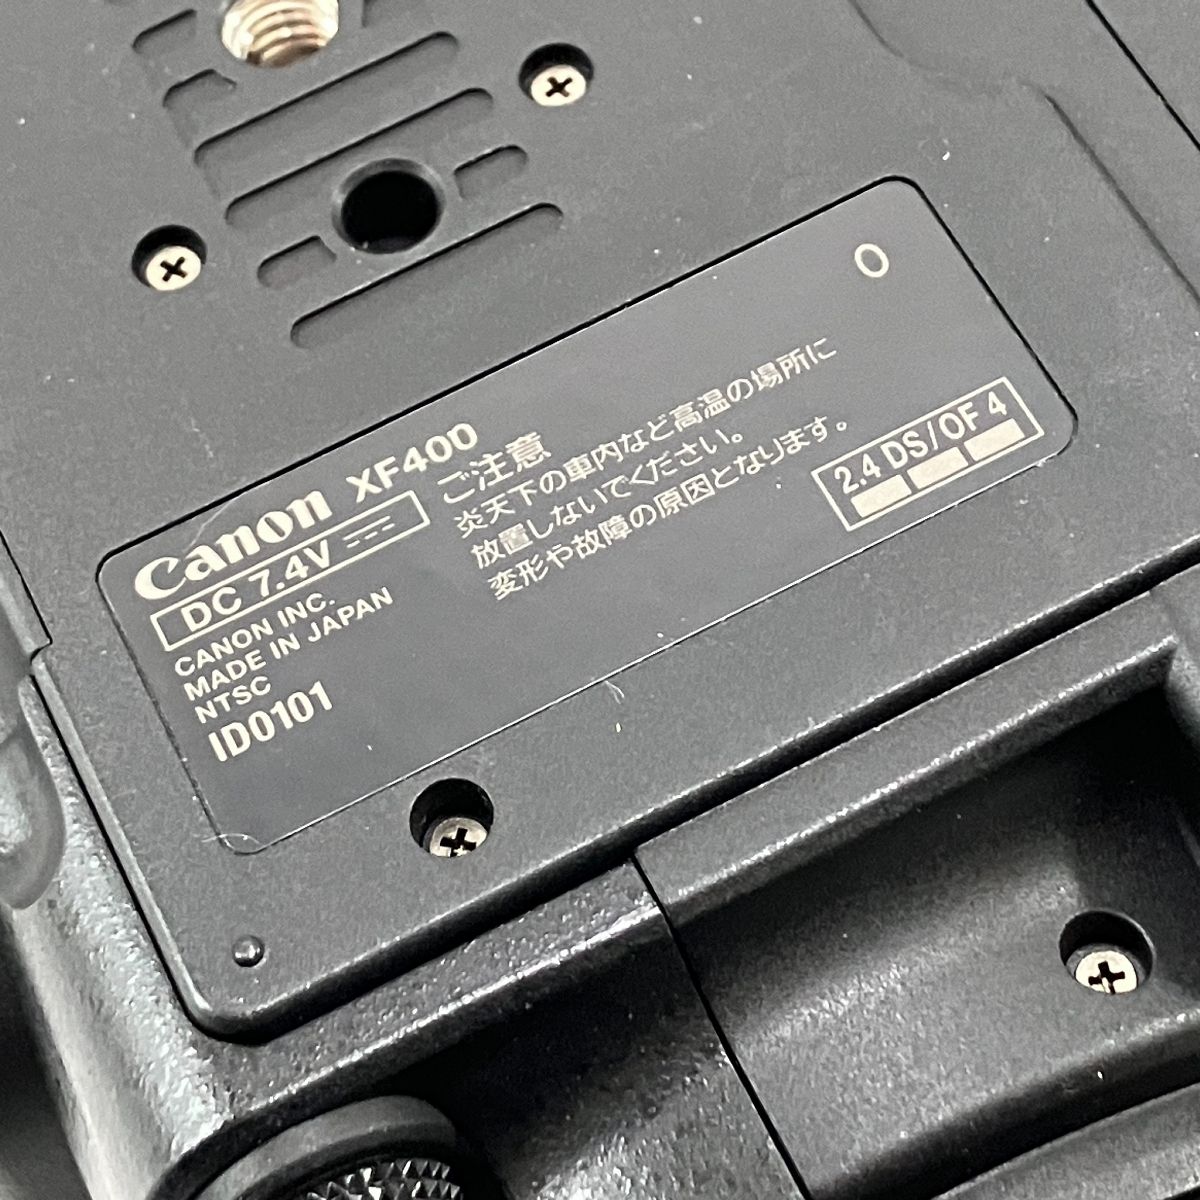 Canon XF400
DC 7.4V ⎓
CANON INC.
MADE IN JAPAN
NTSC
ID0101
ご注意
炎天下の車内など高温の場所に
放置しないでください。
変形や故障の原因となります。
O
2.4 DS/OF 4